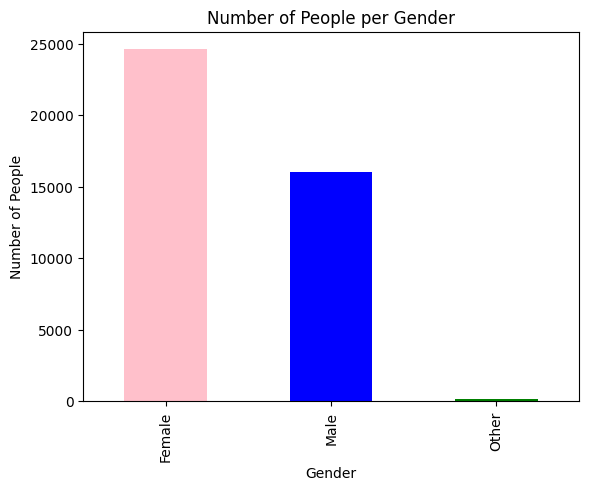 Number of People per Gender
25000
20000
15000
10000
5000
0
Number of People
Female
Male
Other
Gender